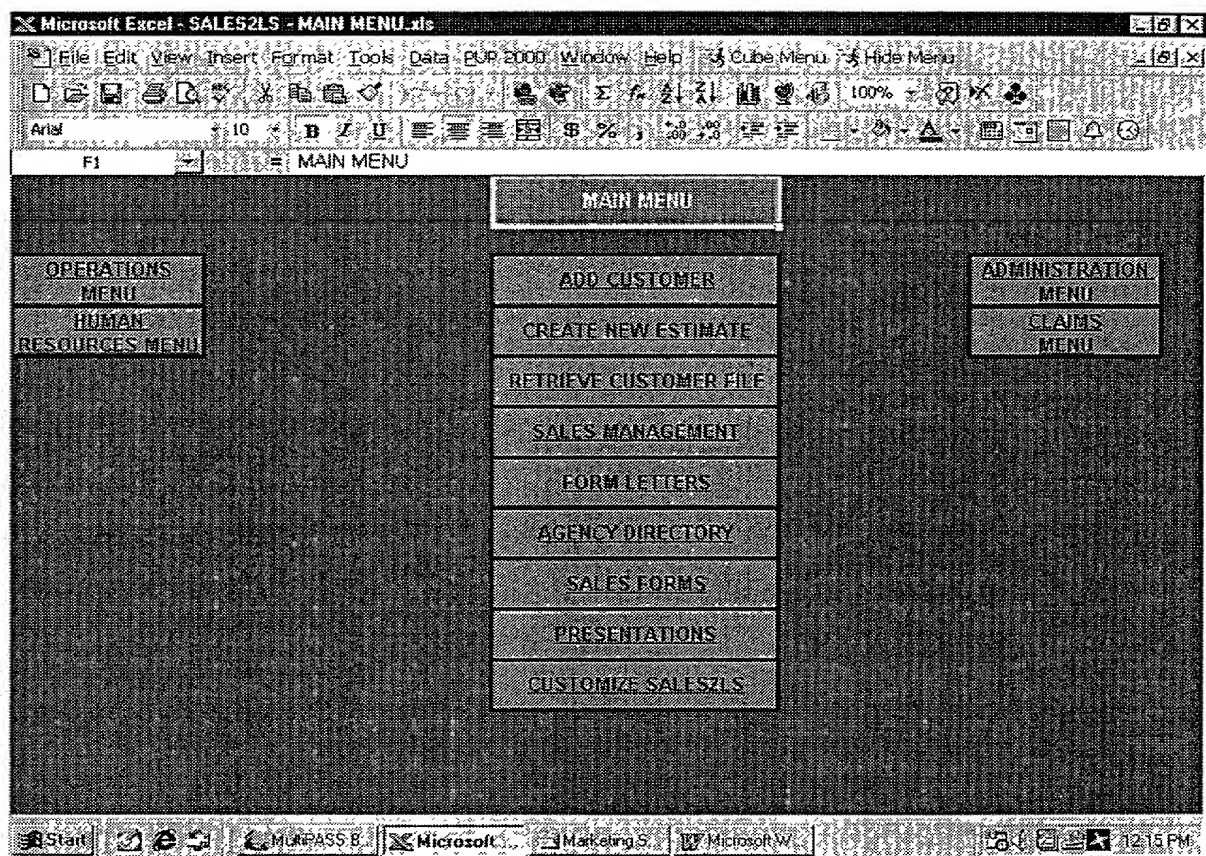 Microsoft Excel - SALES2LS - MAIN MENU.xls
File Edit View Insert Format Tools Data PUP 2000 Window Help Cube Menu Hide Menu
100%
Arial 10 B I U $ % ,
F1 = MAIN MENU
MAIN MENU
OPERATIONS
MENU
HUMAN
RESOURCES MENU
ADD CUSTOMER
CREATE NEW ESTIMATE
RETRIEVE CUSTOMER FILE
SALES MANAGEMENT
FORM LETTERS
AGENCY DIRECTORY
SALES FORMS
PRESENTATIONS
CUSTOMIZE SALES2LS
ADMINISTRATION
MENU
CLAIMS
MENU
Start MultiPASS B... Microsoft ... Marketing S... Microsoft W... 12:15 PM